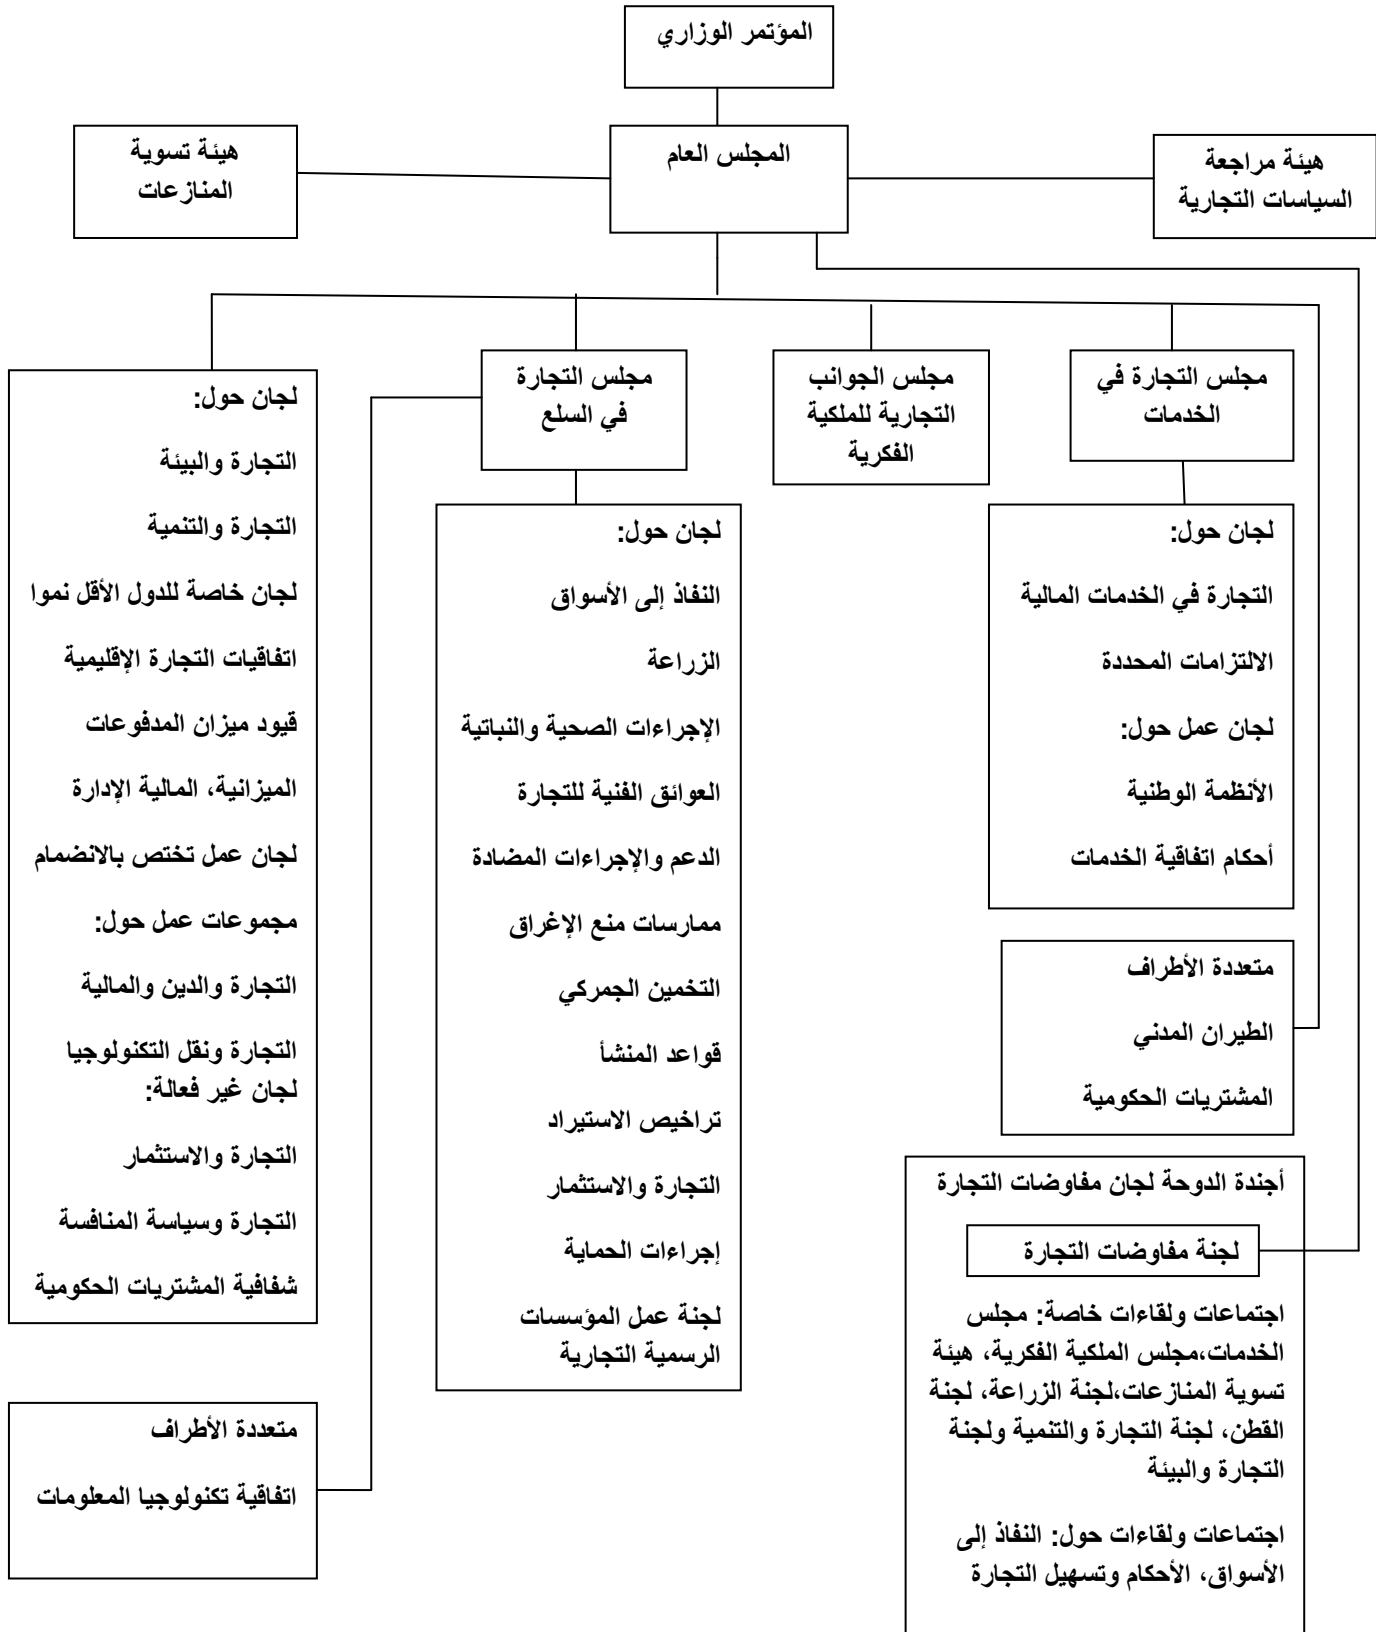 المؤتمر الوزاري
هيئة مراجعة
السياسات التجارية
المجلس العام
هيئة تسوية
المنازعات
مجلس التجارة في
الخدمات
مجلس الجوانب
التجارية للملكية
الفكرية
مجلس التجارة
في السلع
لجان حول:
التجارة في الخدمات المالية
الالتزامات المحددة
لجان عمل حول:
الأنظمة الوطنية
أحكام اتفاقية الخدمات
متعددة الأطراف
الطيران المدني
المشتريات الحكومية
أجندة الدوحة لجان مفاوضات التجارة
لجنة مفاوضات التجارة
اجتماعات ولقاءات خاصة: مجلس
الخدمات،مجلس الملكية الفكرية، هيئة
تسوية المنازعات،لجنة الزراعة، لجنة
القطن، لجنة التجارة والتنمية ولجنة
التجارة والبيئة
اجتماعات ولقاءات حول: النفاذ إلى
الأسواق، الأحكام وتسهيل التجارة
لجان حول:
النفاذ إلى الأسواق
الزراعة
الإجراءات الصحية والنباتية
العوائق الفنية للتجارة
الدعم والإجراءات المضادة
ممارسات منع الإغراق
التخمين الجمركي
قواعد المنشأ
تراخيص الاستيراد
التجارة والاستثمار
إجراءات الحماية
لجنة عمل المؤسسات
الرسمية التجارية
لجان حول:
التجارة والبيئة
التجارة والتنمية
لجان خاصة للدول الأقل نموا
اتفاقيات التجارة الإقليمية
قيود ميزان المدفوعات
الميزانية، المالية الإدارة
لجان عمل تختص بالانضمام
مجموعات عمل حول:
التجارة والدين والمالية
التجارة ونقل التكنولوجيا
لجان غير فعالة:
التجارة والاستثمار
التجارة وسياسة المنافسة
شفافية المشتريات الحكومية
متعددة الأطراف
اتفاقية تكنولوجيا المعلومات